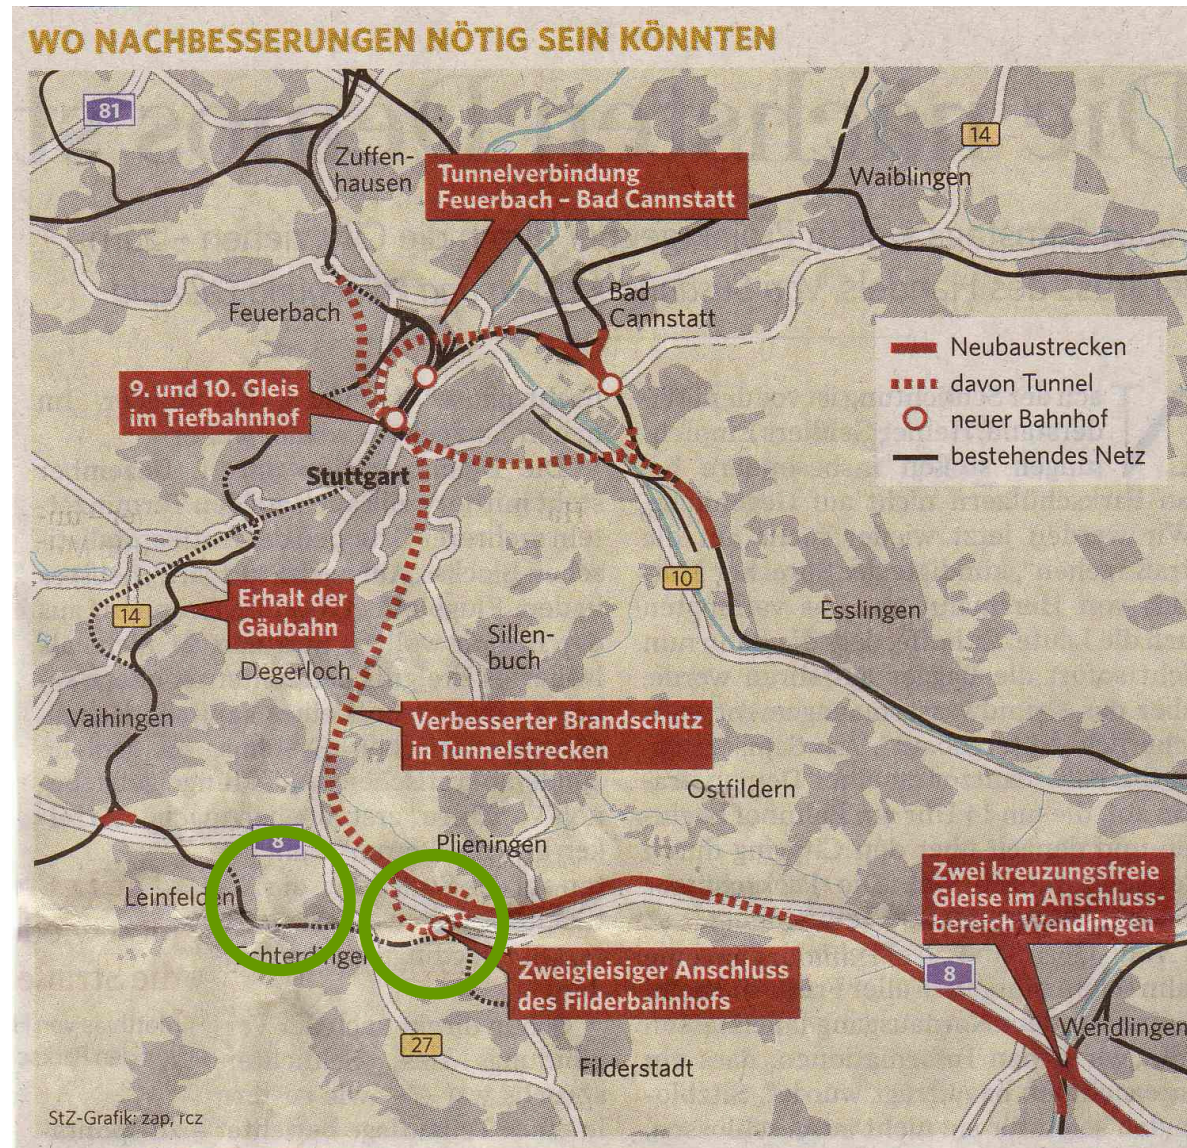 WO NACHBESSERUNGEN NÖTIG SEIN KÖNNTEN
81
14
Zuffen-
hausen
Tunnelverbindung
Feuerbach – Bad Cannstatt
Waiblingen
Feuerbach
Bad
Cannstatt
Neubaustrecken
davon Tunnel
neuer Bahnhof
bestehendes Netz
9. und 10. Gleis
im Tiefbahnhof
Stuttgart
10
Esslingen
14
Erhalt der
Gäubahn
Sillen-
buch
Degerloch
Vaihingen
Verbesserter Brandschutz
in Tunnelstrecken
Ostfildern
8
Plieningen
Leinfelden
Zwei kreuzungsfreie
Gleise im Anschluss-
bereich Wendlingen
Echterdingen
Zweigleisiger Anschluss
des Filderbahnhofs
8
27
Wendlingen
Filderstadt
StZ-Grafik: zap, rcz